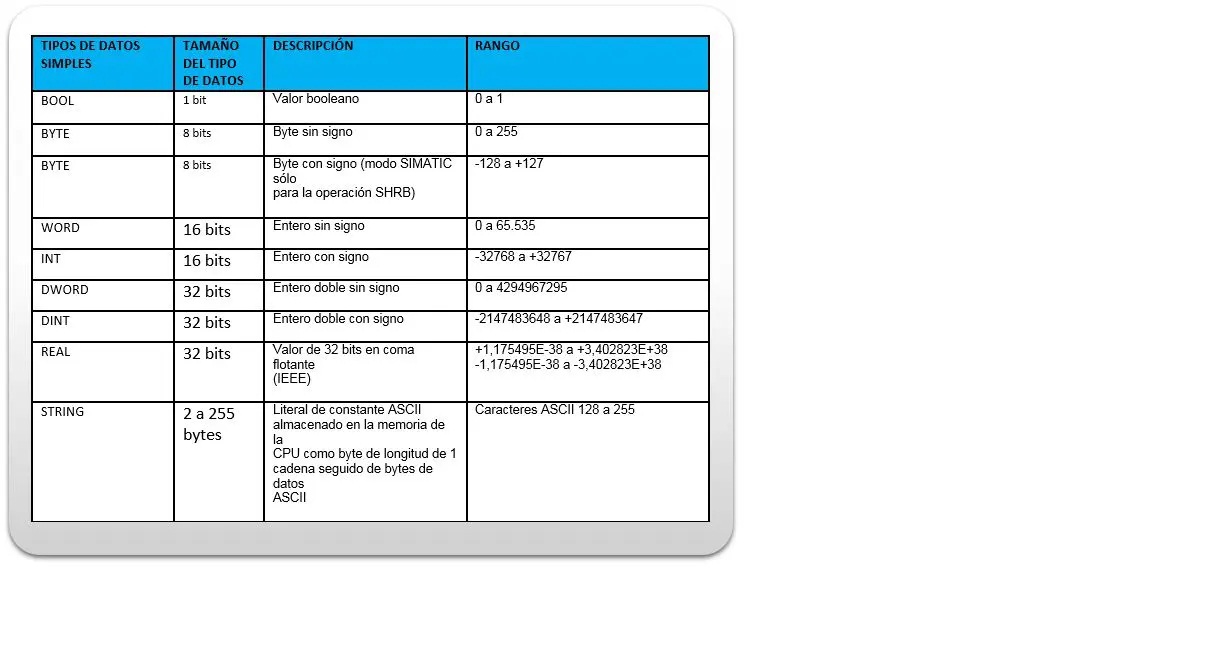 TIPOS DE DATOS
SIMPLES
TAMAÑO
DEL TIPO
DE DATOS
DESCRIPCIÓN
RANGO
BOOL
1 bit
Valor booleano
0 a 1
BYTE
8 bits
Byte sin signo
0 a 255
BYTE
8 bits
Byte con signo (modo SIMATIC
sólo
para la operación SHRB)
-128 a +127
WORD
16 bits
Entero sin signo
0 a 65.535
INT
16 bits
Entero con signo
-32768 a +32767
DWORD
32 bits
Entero doble sin signo
0 a 4294967295
DINT
32 bits
Entero doble con signo
-2147483648 a +2147483647
REAL
32 bits
Valor de 32 bits en coma
flotante
(IEEE)
+1,175495E-38 a +3,402823E+38
-1,175495E-38 a -3,402823E+38
STRING
2 a 255
bytes
Literal de constante ASCII
almacenado en la memoria de
la
CPU como byte de longitud de 1
cadena seguido de bytes de
datos
ASCII
Caracteres ASCII 128 a 255